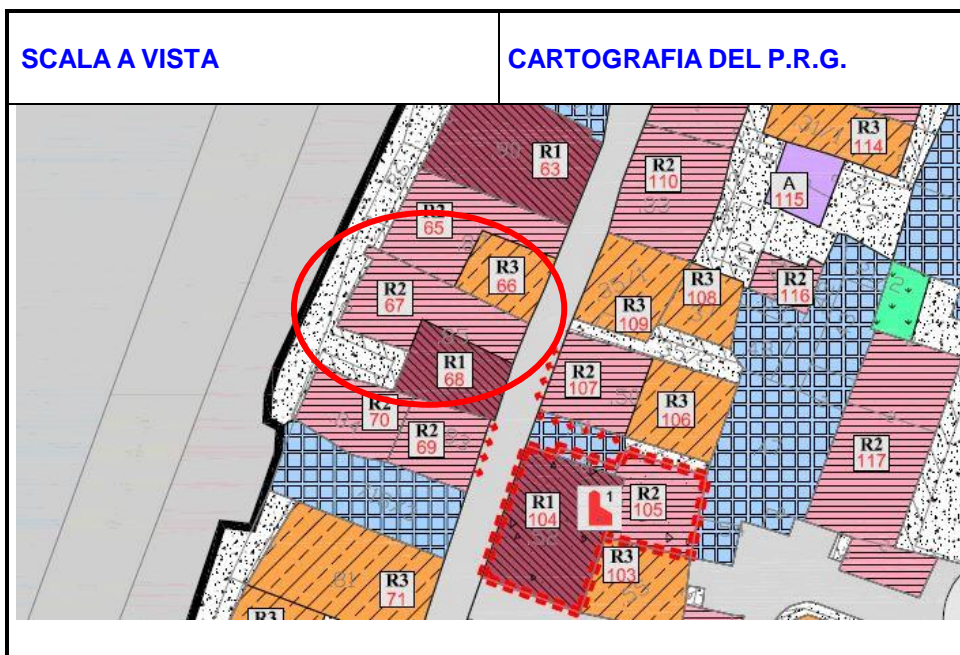 SCALA A VISTA
CARTOGRAFIA DEL P.R.G.
R3
114
R1
63
R2
110
A
115
R2
65
R3
66
R2
67
R3
108
R2
116
R3
109
R1
68
R2
107
R3
106
R2
70
R2
69
R2
117
R1
104
1
R2
105
R3
103
R3
71
R3